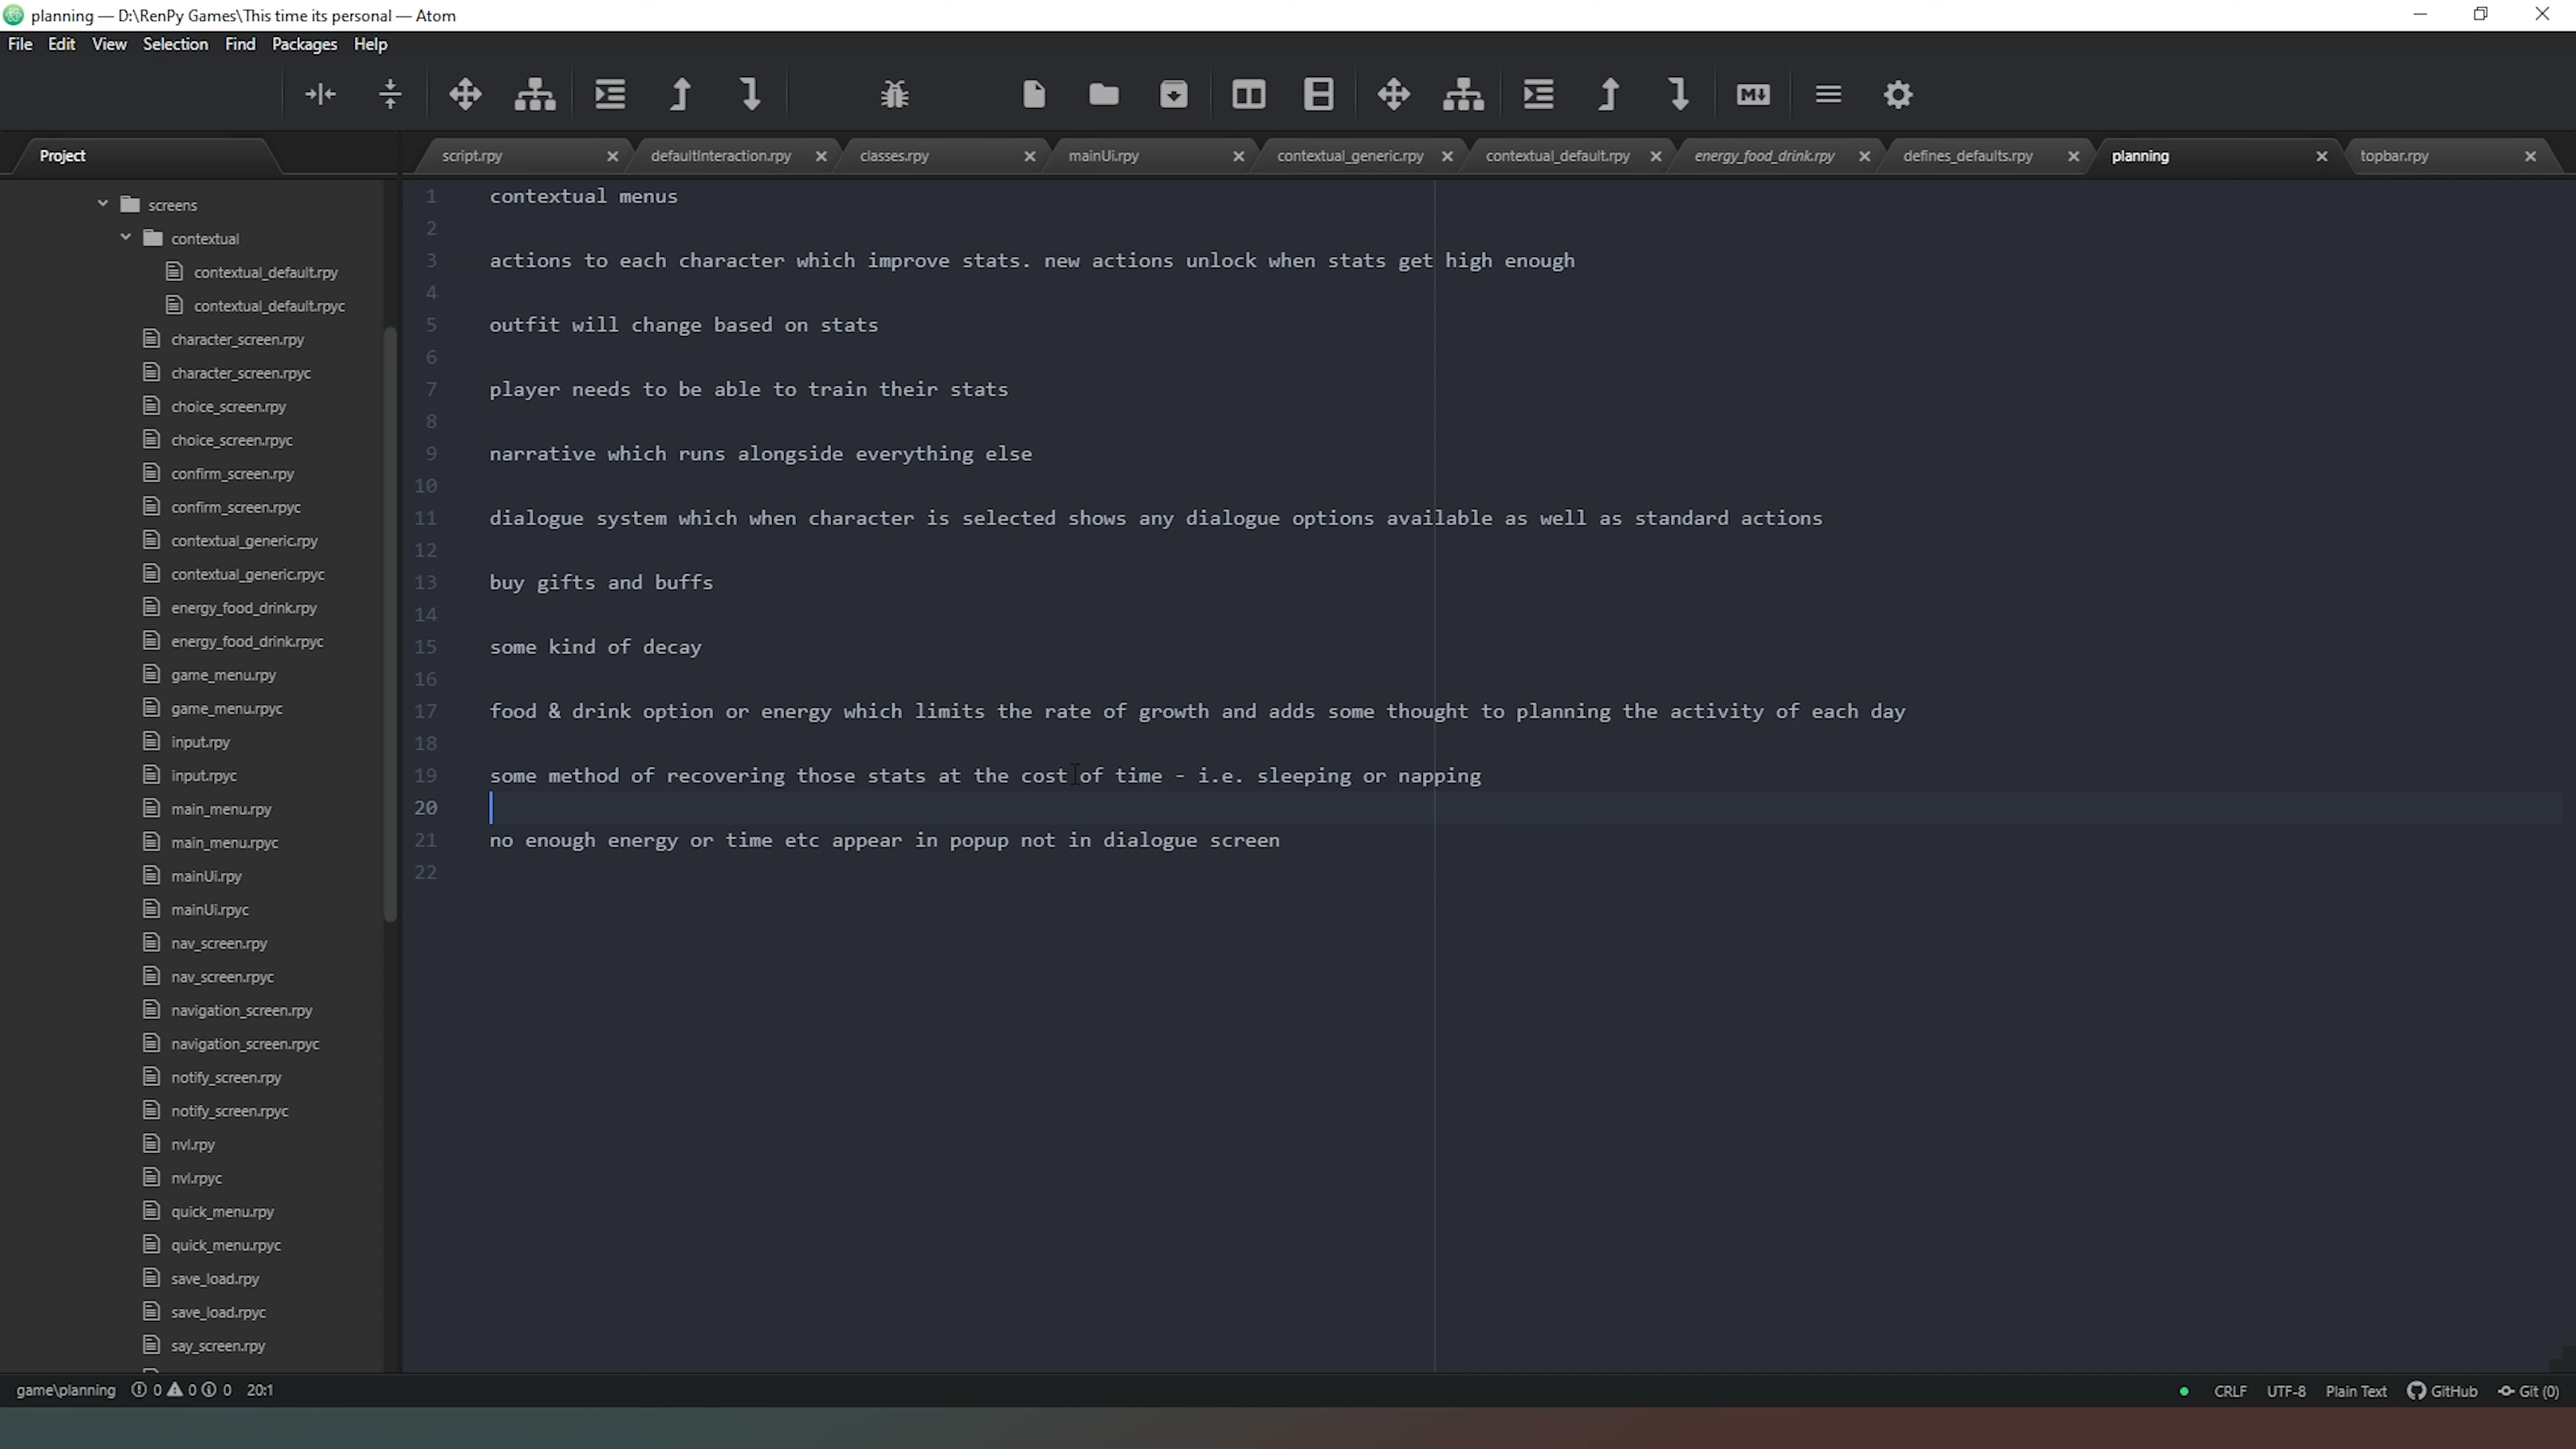 planning — D:\RenPy Games\This time its personal — Atom
File Edit View Selection Find Packages Help
M↓
Project
script.rpy
defaultInteraction.rpy
classes.rpy
mainUi.rpy
contextual_generic.rpy
contextual_default.rpy
energy_food_drink.rpy
defines_defaults.rpy
planning
topbar.rpy
screens
contextual
contextual_default.rpy
contextual_default.rpyc
character_screen.rpy
character_screen.rpyc
choice_screen.rpy
choice_screen.rpyc
confirm_screen.rpy
confirm_screen.rpyc
contextual_generic.rpy
contextual_generic.rpyc
energy_food_drink.rpy
energy_food_drink.rpyc
game_menu.rpy
game_menu.rpyc
input.rpy
input.rpyc
main_menu.rpy
main_menu.rpyc
mainUi.rpy
mainUi.rpyc
nav_screen.rpy
nav_screen.rpyc
navigation_screen.rpy
navigation_screen.rpyc
notify_screen.rpy
notify_screen.rpyc
nvl.rpy
nvl.rpyc
quick_menu.rpy
quick_menu.rpyc
save_load.rpy
save_load.rpyc
say_screen.rpy
1 contextual menus
2
3 actions to each character which improve stats. new actions unlock when stats get high enough
4
5 outfit will change based on stats
6
7 player needs to be able to train their stats
8
9 narrative which runs alongside everything else
10
11 dialogue system which when character is selected shows any dialogue options available as well as standard actions
12
13 buy gifts and buffs
14
15 some kind of decay
16
17 food & drink option or energy which limits the rate of growth and adds some thought to planning the activity of each day
18
19 some method of recovering those stats at the cost of time - i.e. sleeping or napping
20
21 no enough energy or time etc appear in popup not in dialogue screen
22
game\planning 0 0 0 20:1
CRLF UTF-8 Plain Text GitHub Git (0)